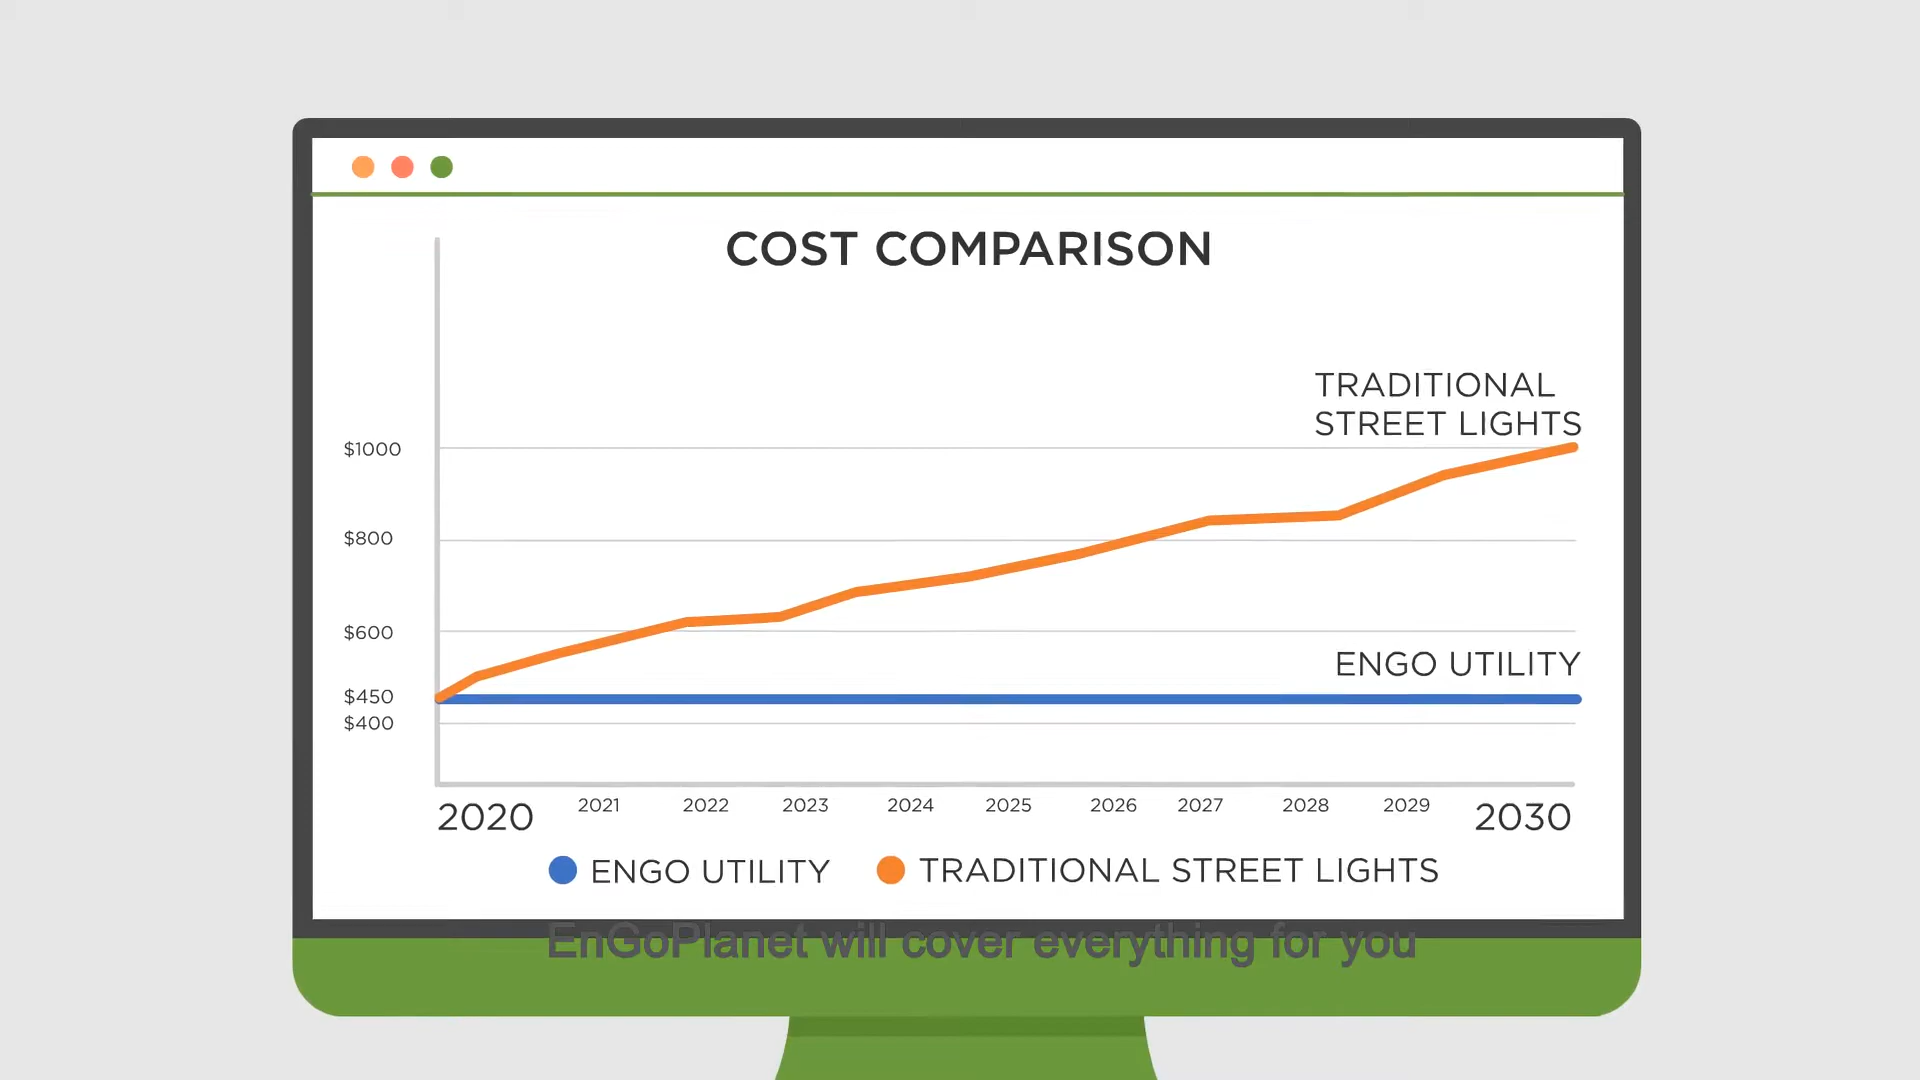 COST COMPARISON
TRADITIONAL
STREET LIGHTS
$1000
$800
$600
ENGO UTILITY
$450
$400
2020 2021 2022 2023 2024 2025 2026 2027 2028 2029 2030
ENGO UTILITY TRADITIONAL STREET LIGHTS
EnGoPlanet will cover everything for you